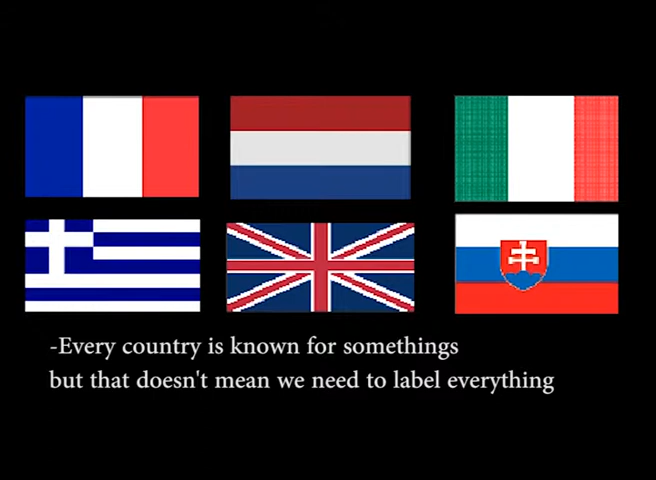 -Every country is known for somethings
but that doesn't mean we need to label everything